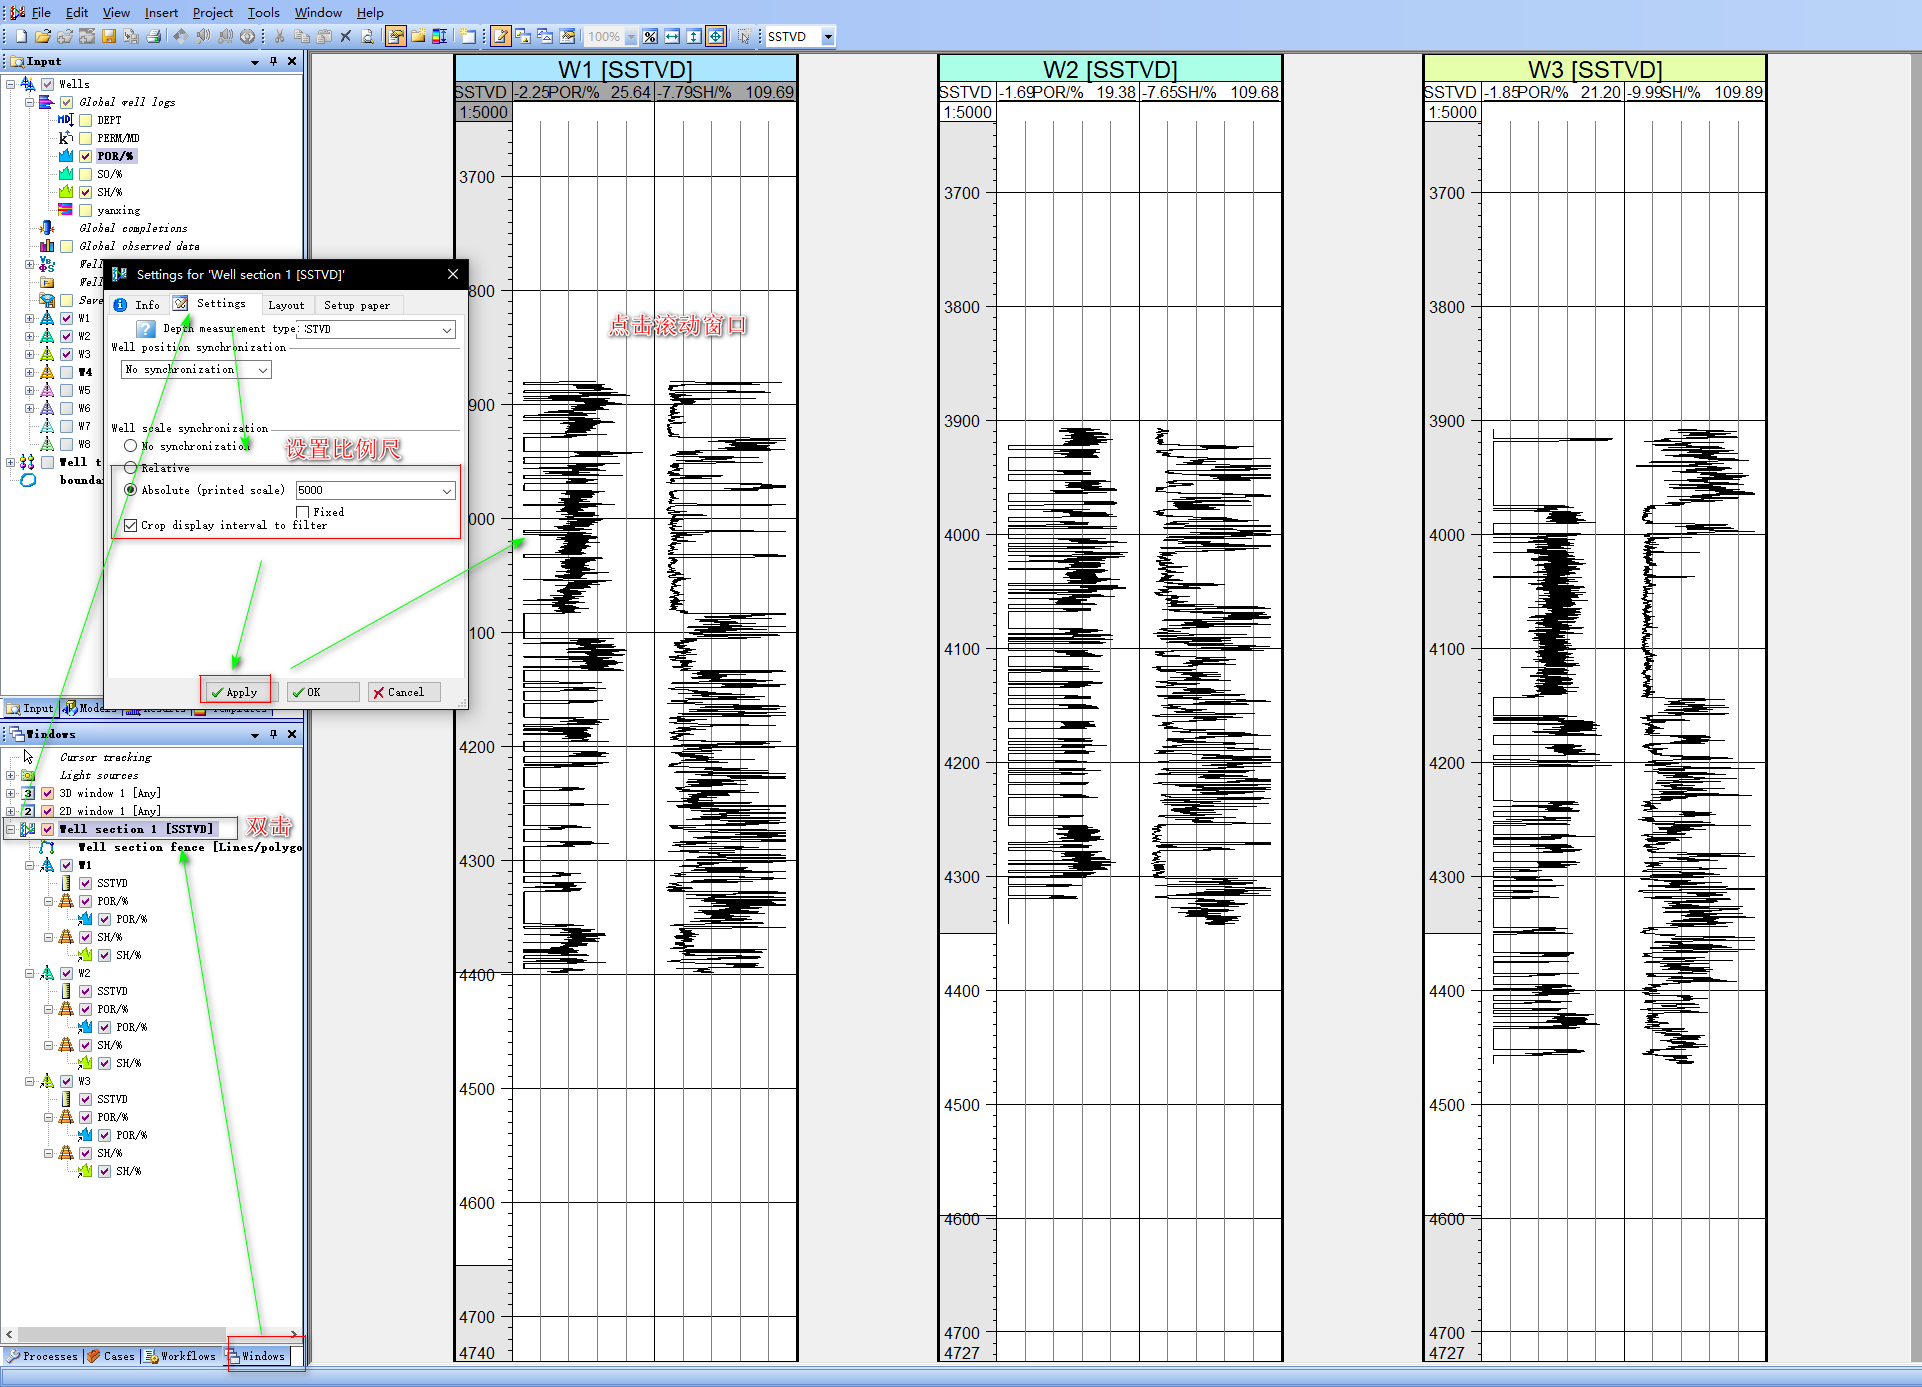 File Edit View Insert Project Tools Window Help
100% SSTVD
Input
Wells
Global well logs
DEPT
PERM/MD
POR/%
SO/%
SH/%
yanxing
Global completions
Global observed data
Well
Well
Save
W1
W2
W3
W4
W5
W6
W7
W8
Well t
bounda
Settings for 'Well section 1 [SSTVD]'
Info Settings Layout Setup paper
Depth measurement type: STVD
Well position synchronization
No synchronization
Well scale synchronization
No synchronization
设置比例尺
Relative
Absolute (printed scale) 5000
Fixed
Crop display interval to filter
Apply OK Cancel
Input Models Results Templates
Windows
Cursor tracking
Light sources
3D window 1 [Any]
2D window 1 [Any]
Well section 1 [SSTVD] 双击
Well section fence [Lines/polygo
W1
SSTVD
POR/%
POR/%
SH/%
SH/%
W2
SSTVD
POR/%
POR/%
SH/%
SH/%
W3
SSTVD
POR/%
POR/%
SH/%
SH/%
Processes Cases Workflows Windows
W1 [SSTVD]
SSTVD -2.25 POR/% 25.64 -7.79 SH/% 109.69
1:5000
点击滚动窗口
3700
800
900
000
100
4200
4300
4400
4500
4600
4700
4740
W2 [SSTVD]
SSTVD -1.69 POR/% 19.38 -7.65 SH/% 109.68
1:5000
3700
3800
3900
4000
4100
4200
4300
4400
4500
4600
4700
4727
W3 [SSTVD]
SSTVD -1.85 POR/% 21.20 -9.99 SH/% 109.89
1:5000
3700
3800
3900
4000
4100
4200
4300
4400
4500
4600
4700
4727